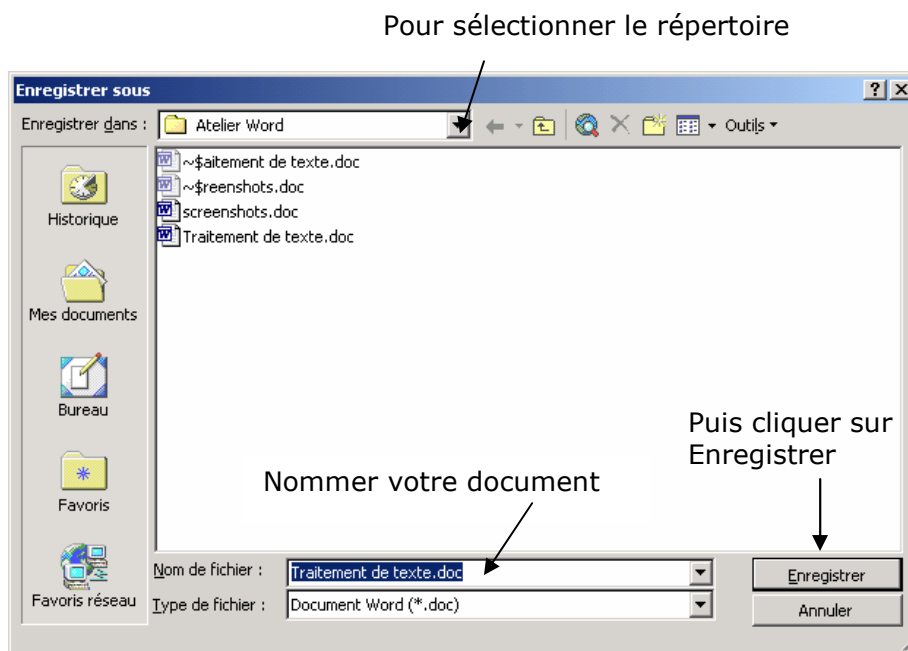 Pour sélectionner le répertoire
Enregistrer sous
Enregistrer dans :
Atelier Word
Outils
~$aitement de texte.doc
~$reenshots.doc
screenshots.doc
Traitement de texte.doc
Historique
Mes documents
Bureau
Favoris
Favoris réseau
Puis cliquer sur
Enregistrer
Nommer votre document
Nom de fichier :
Traitement de texte.doc
Enregistrer
Type de fichier :
Document Word (*.doc)
Annuler